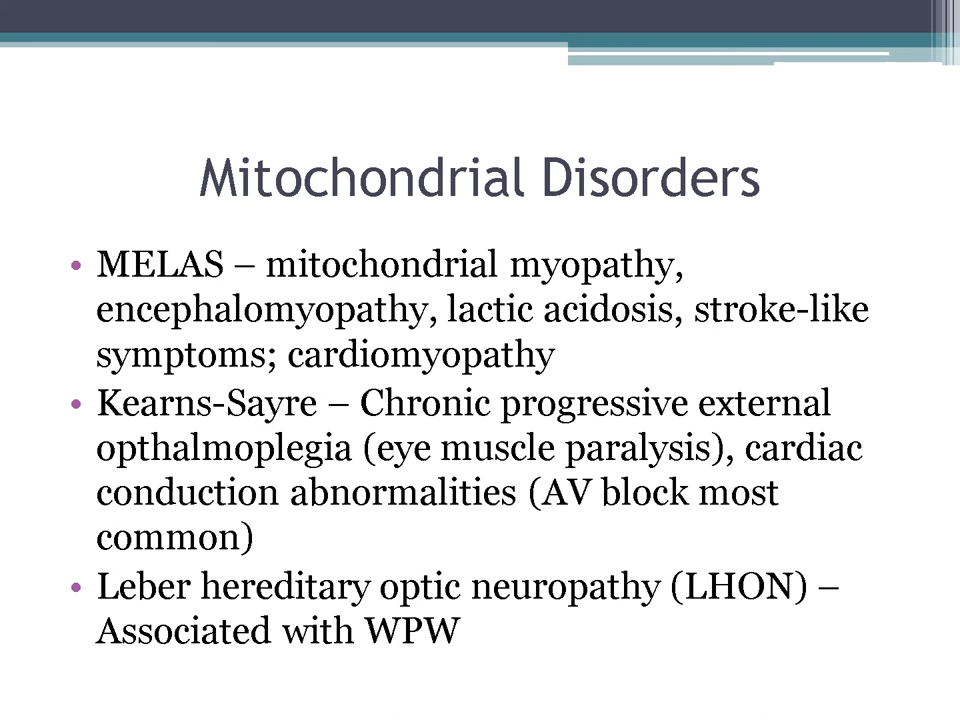 Mitochondrial Disorders
• MELAS – mitochondrial myopathy,
encephalomyopathy, lactic acidosis, stroke-like
symptoms; cardiomyopathy
• Kearns-Sayre – Chronic progressive external
opthalmoplegia (eye muscle paralysis), cardiac
conduction abnormalities (AV block most
common)
• Leber hereditary optic neuropathy (LHON) –
Associated with WPW